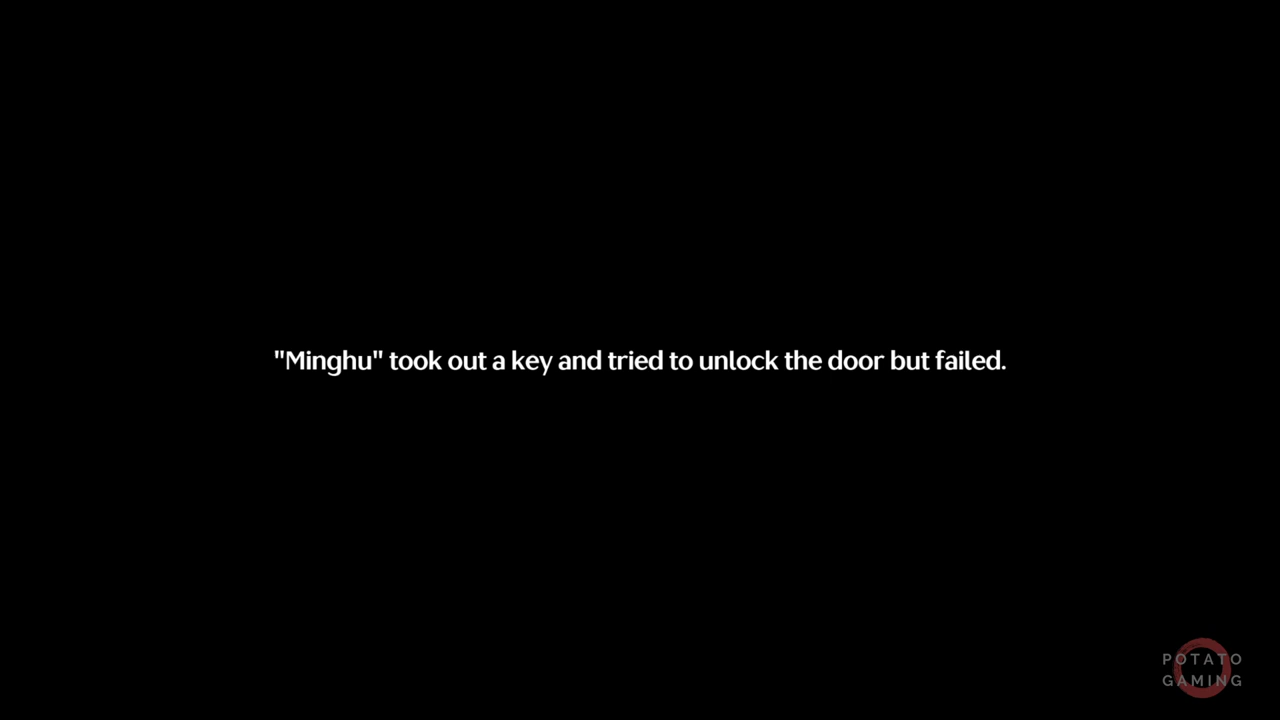 "Minghu" took out a key and tried to unlock the door but failed.
POTATO
GAMING